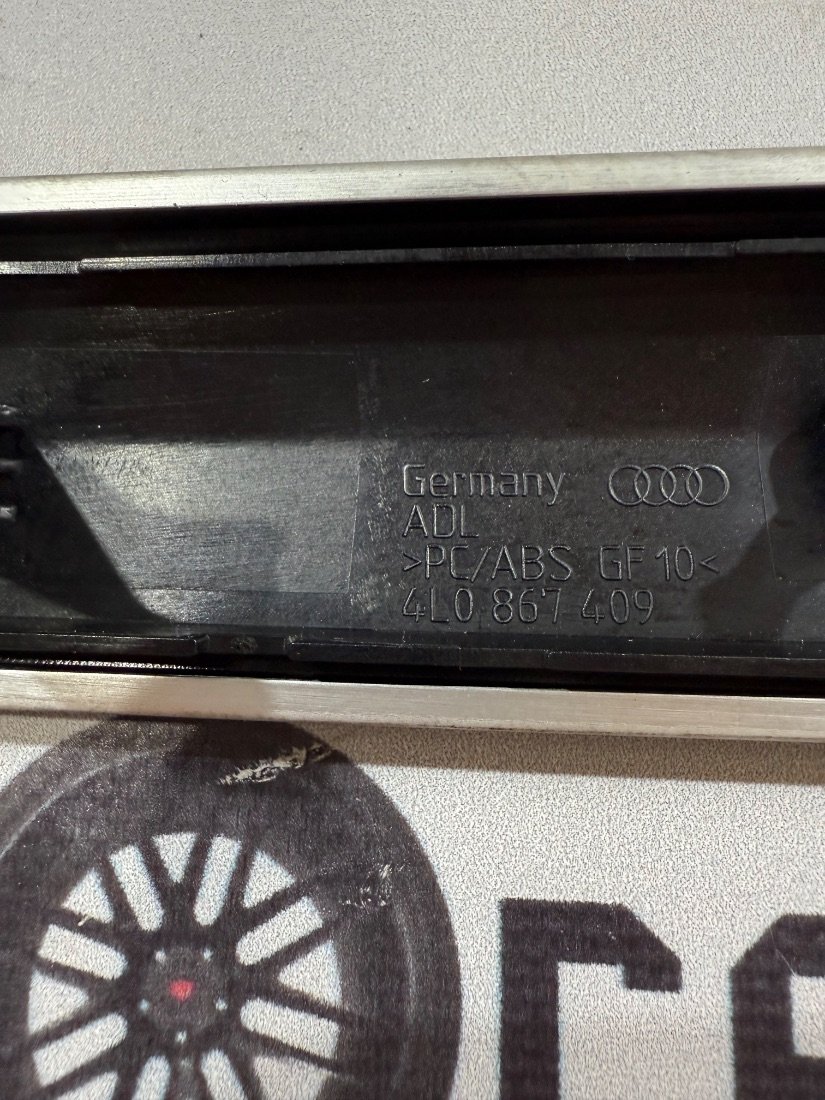 Germany
ADL
>PC/ABS GF10<
4L0 867 409